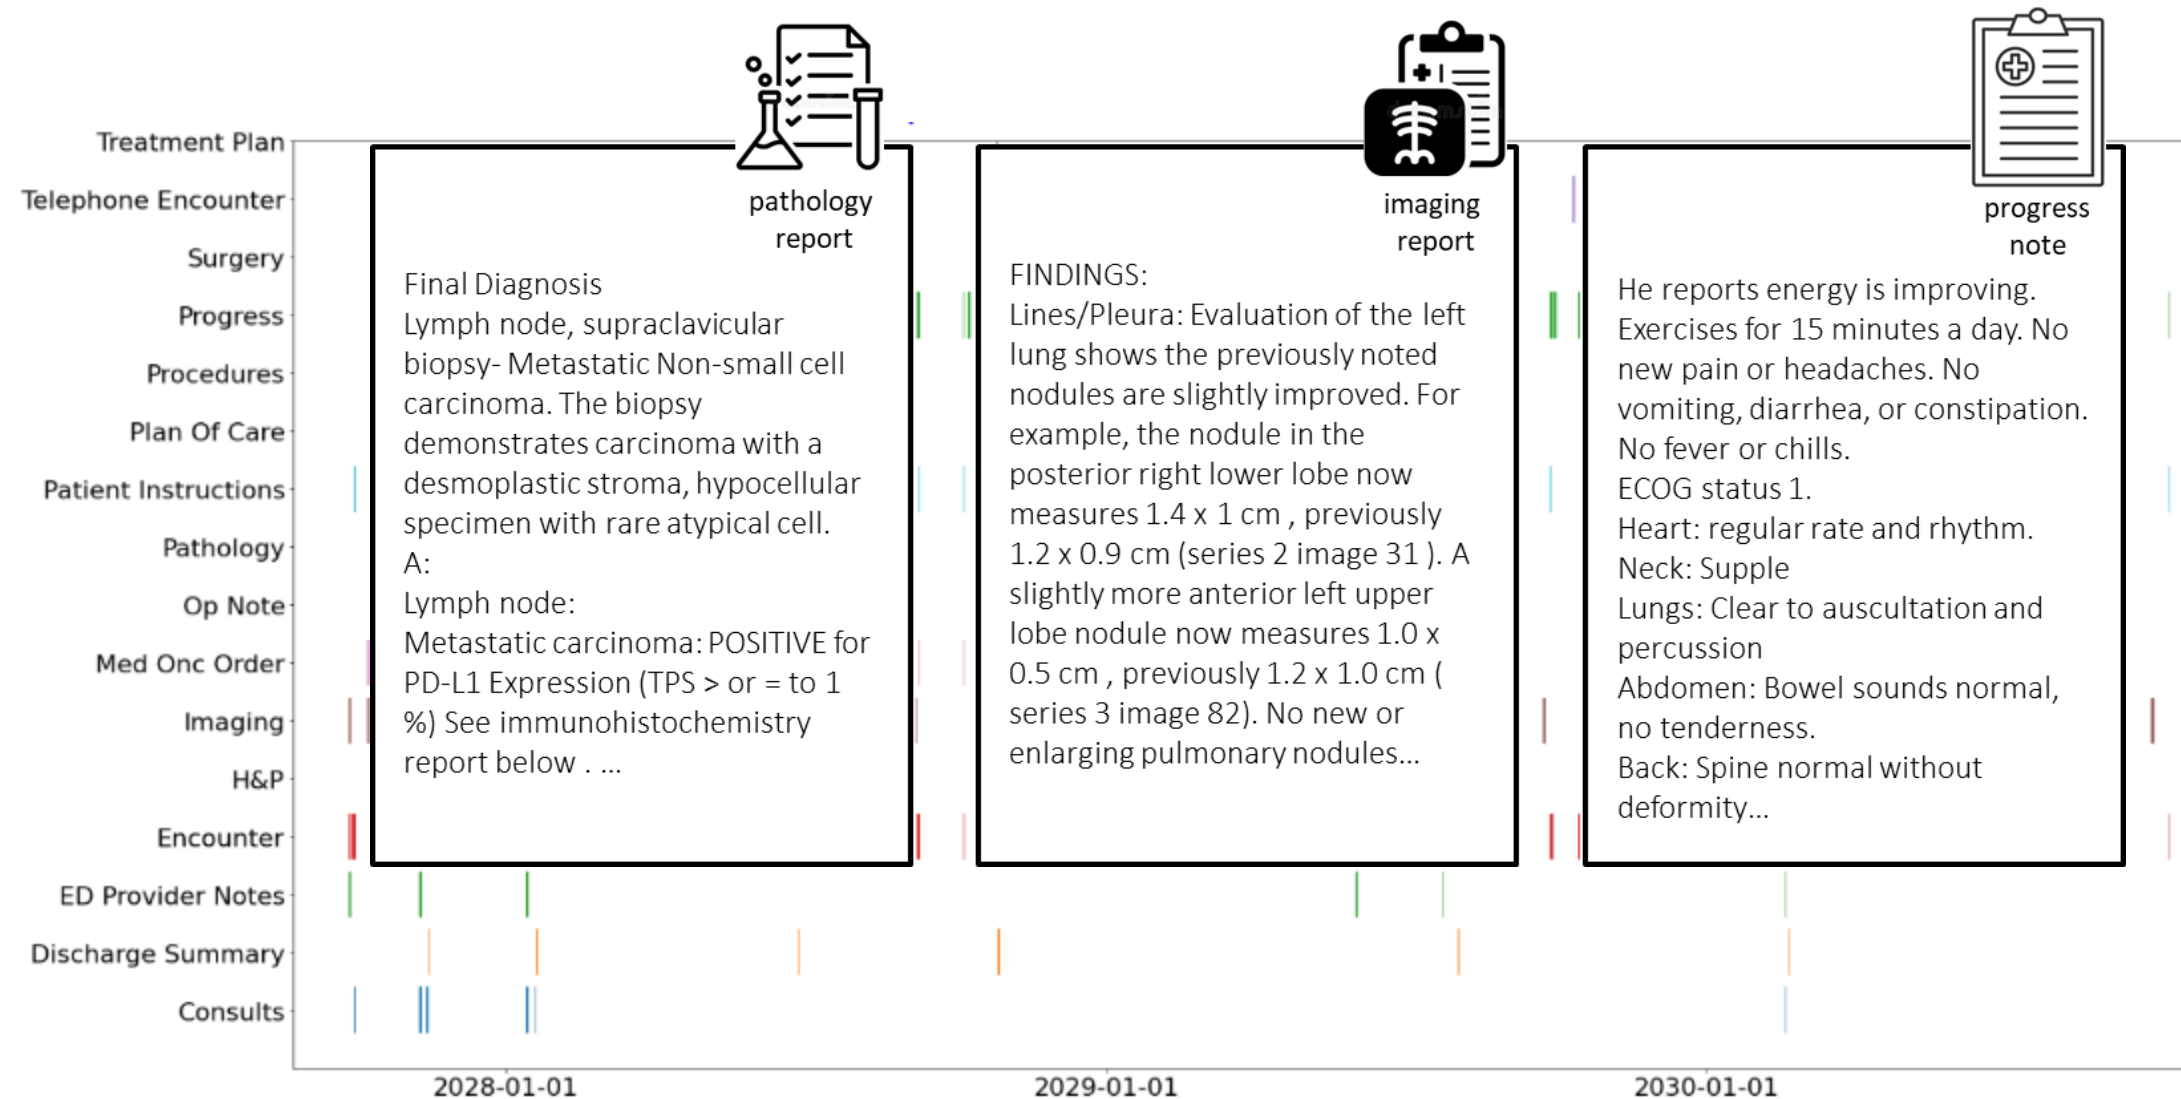 Treatment Plan
Telephone Encounter
Surgery
Progress
Procedures
Plan Of Care
Patient Instructions
Pathology
Op Note
Med Onc Order
Imaging
H&P
Encounter
ED Provider Notes
Discharge Summary
Consults
2028-01-01
2029-01-01
2030-01-01
pathology
report
Final Diagnosis
Lymph node, supraclavicular
biopsy- Metastatic Non-small cell
carcinoma. The biopsy
demonstrates carcinoma with a
desmoplastic stroma, hypocellular
specimen with rare atypical cell.
A:
Lymph node:
Metastatic carcinoma: POSITIVE for
PD-L1 Expression (TPS > or = to 1
%) See immunohistochemistry
report below . ...
imaging
report
FINDINGS:
Lines/Pleura: Evaluation of the left
lung shows the previously noted
nodules are slightly improved. For
example, the nodule in the
posterior right lower lobe now
measures 1.4 x 1 cm , previously
1.2 x 0.9 cm (series 2 image 31 ). A
slightly more anterior left upper
lobe nodule now measures 1.0 x
0.5 cm , previously 1.2 x 1.0 cm (
series 3 image 82). No new or
enlarging pulmonary nodules...
progress
note
He reports energy is improving.
Exercises for 15 minutes a day. No
new pain or headaches. No
vomiting, diarrhea, or constipation.
No fever or chills.
ECOG status 1.
Heart: regular rate and rhythm.
Neck: Supple
Lungs: Clear to auscultation and
percussion
Abdomen: Bowel sounds normal,
no tenderness.
Back: Spine normal without
deformity...